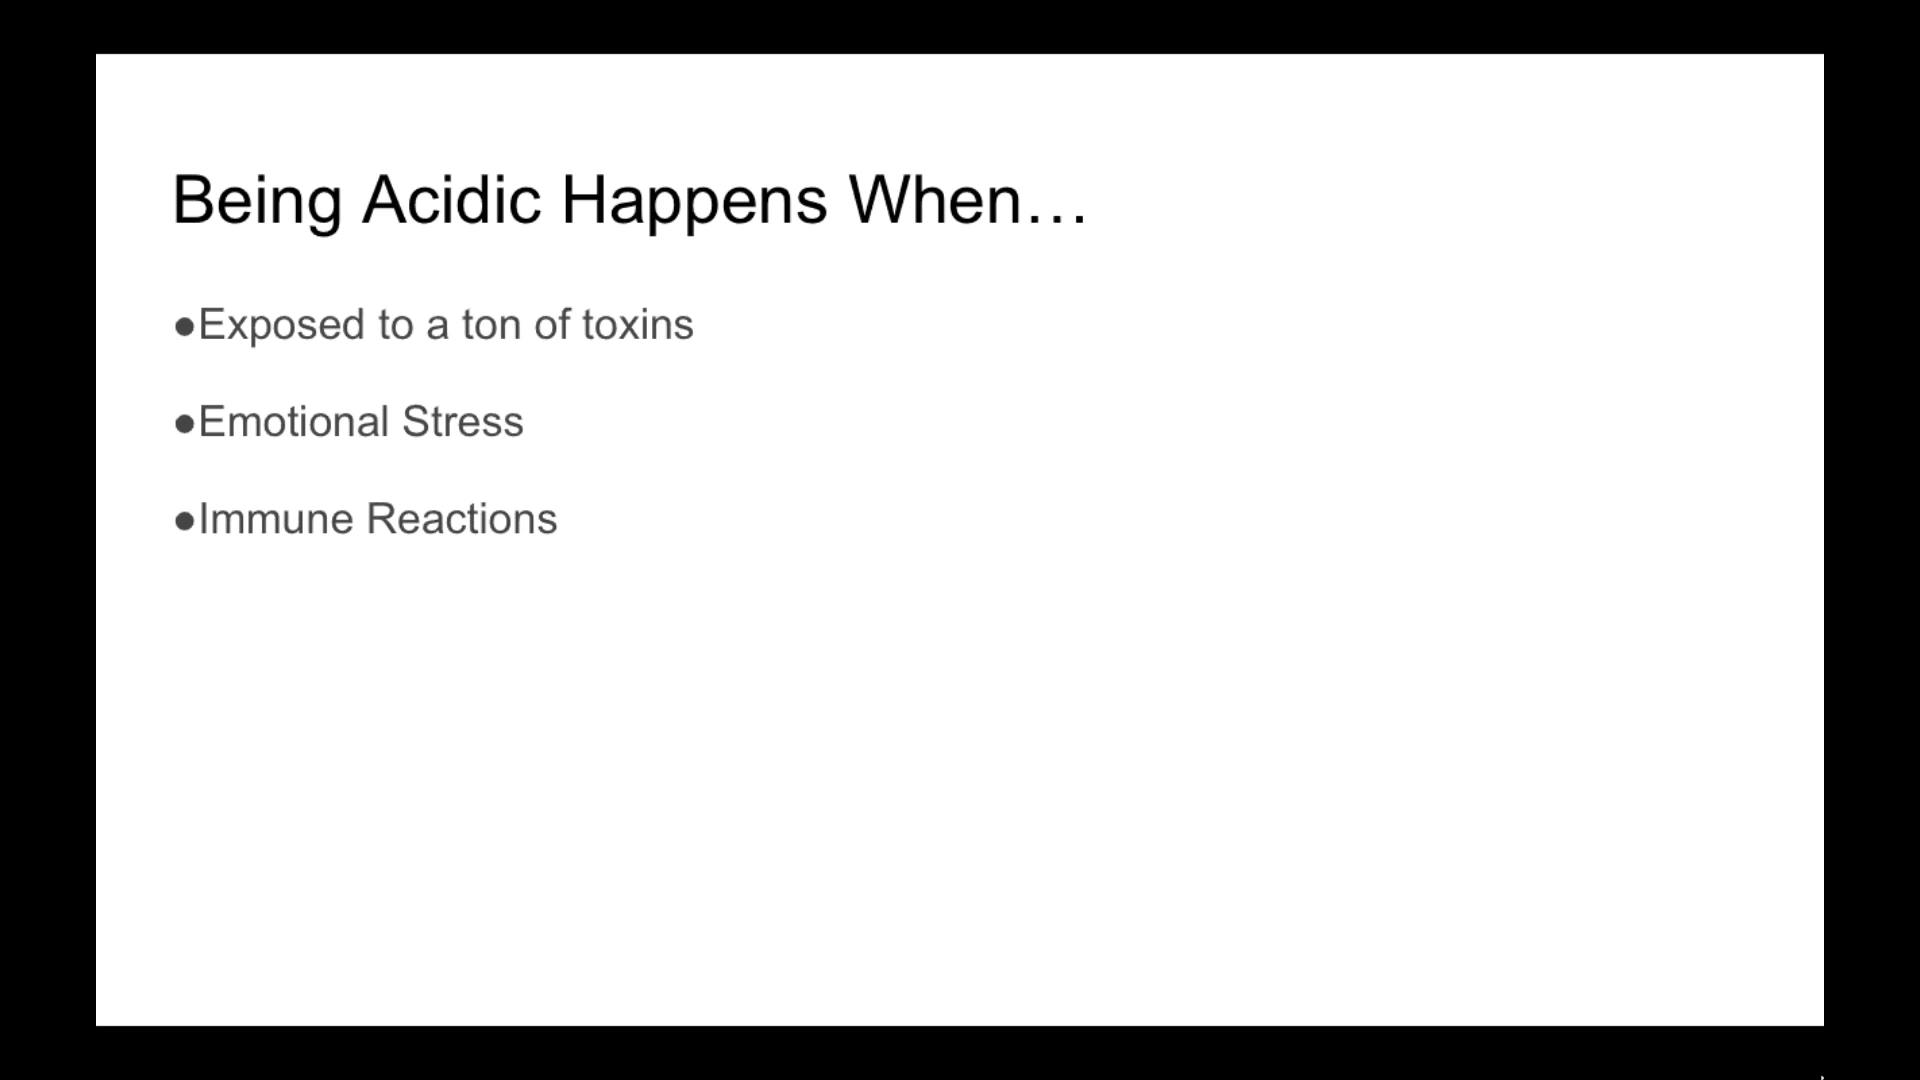 Being Acidic Happens When…
●Exposed to a ton of toxins
●Emotional Stress
●Immune Reactions